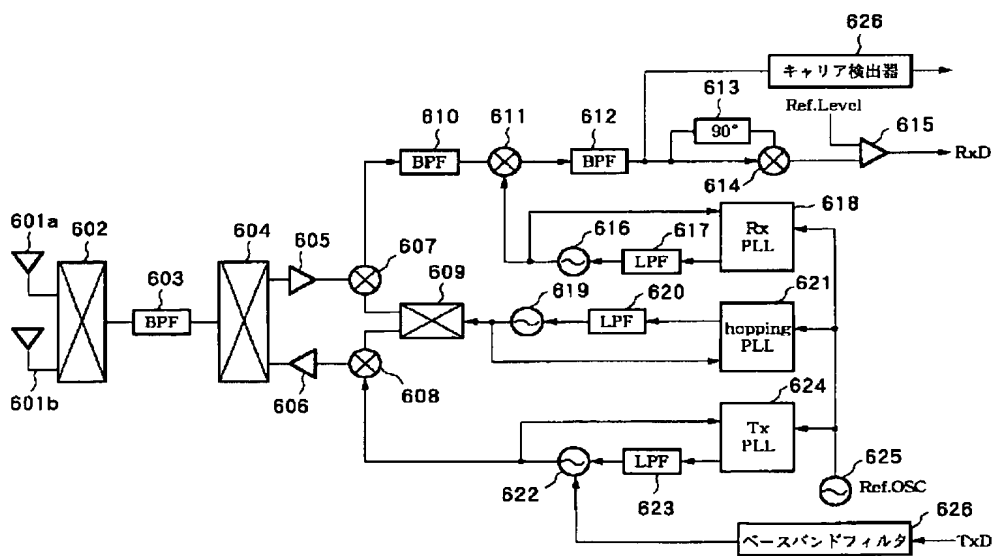 626
キャリア検出器
613
Ref.Level
610
611
612
90°
615
BPF
BPF
RxD
614
618
601a
602
604
605
616
617
Rx
PLL
607
LPF
603
609
619
620
621
BPF
LPF
hopping
PLL
601b
606
608
624
Tx
PLL
625
LPF
Ref.OSC
622
623
626
ベースバンドフィルタ
TxD